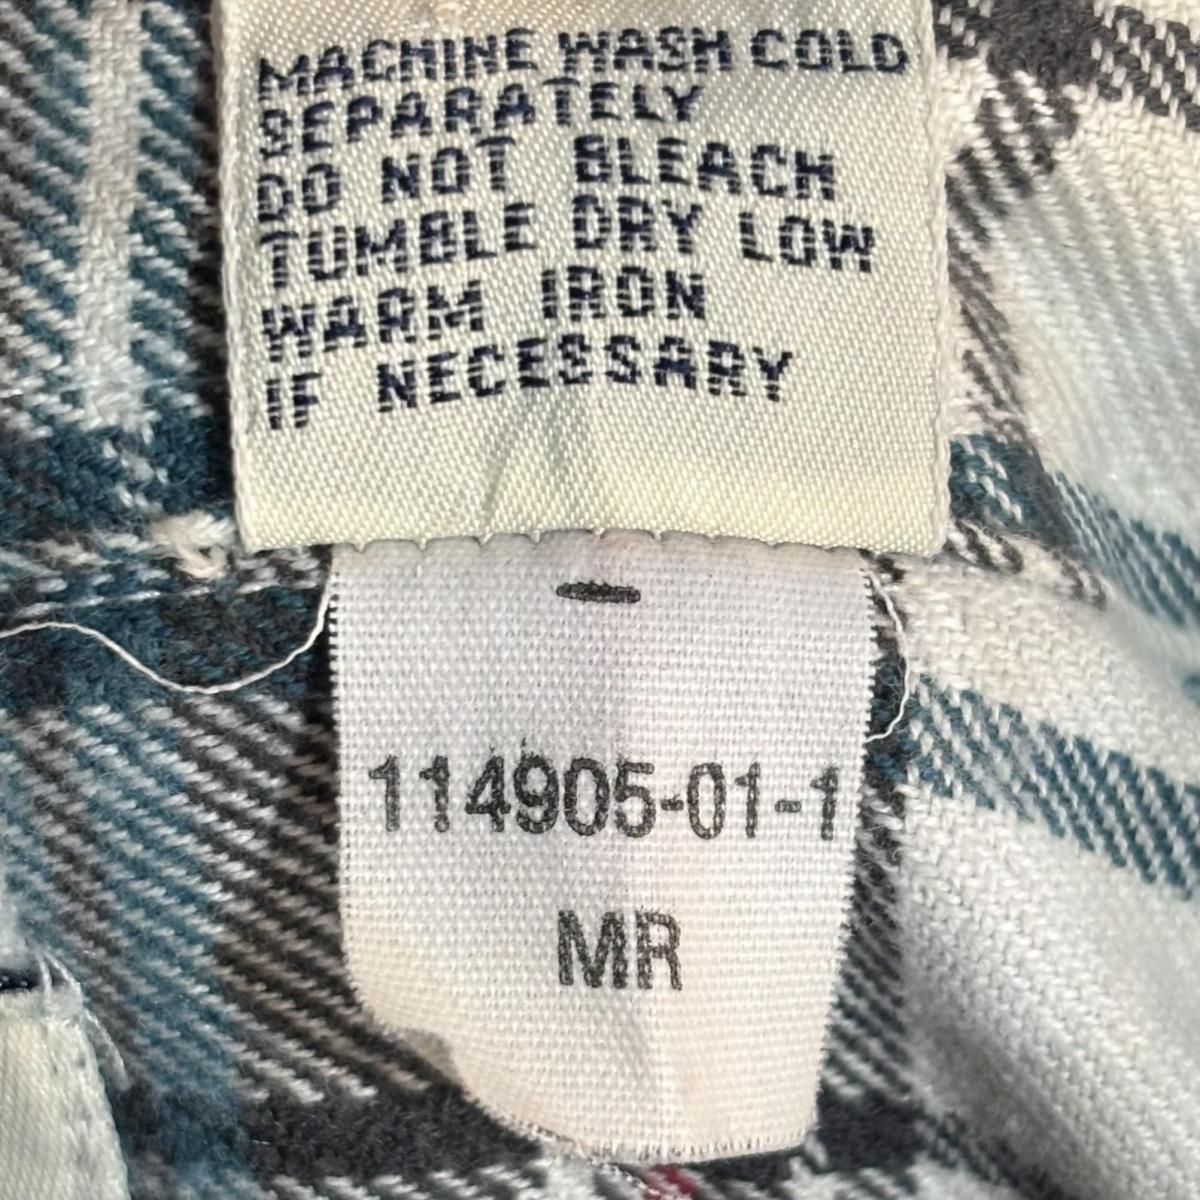 MACHINE WASH COLD
SEPARATELY
DO NOT BLEACH
TUMBLE DRY LOW
WARM IRON
IF NECESSARY
-
114905-01-1
MR